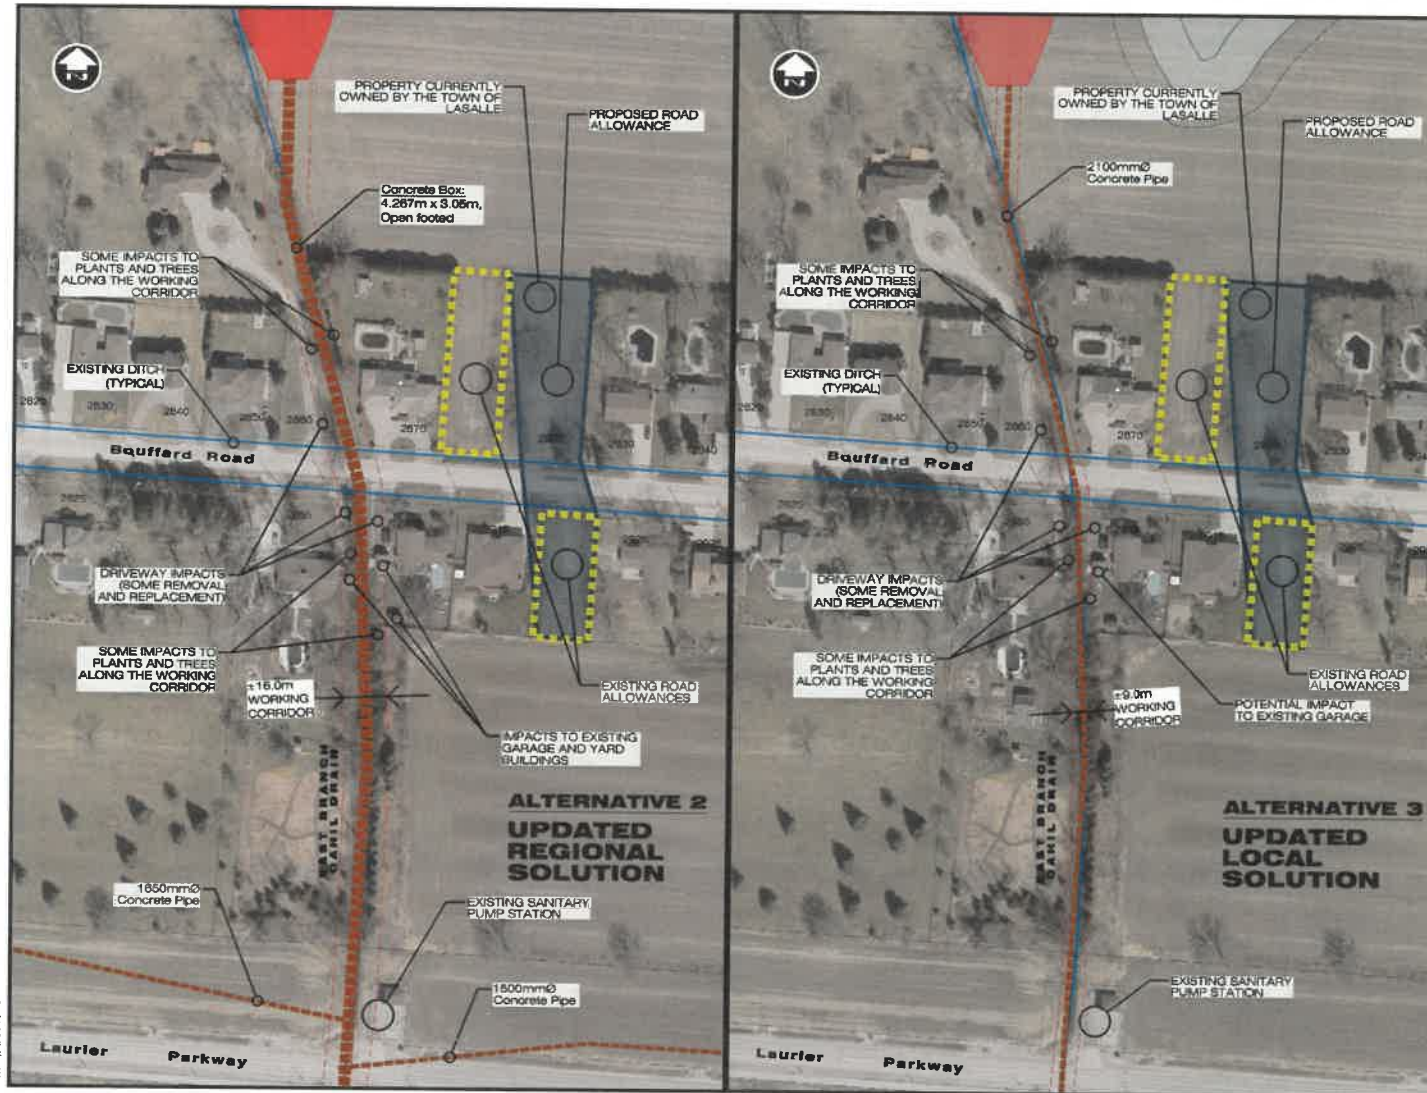 PROPERTY CURRENTLY
OWNED BY THE TOWN OF
LASALLE
PROPOSED ROAD
ALLOWANCE
Concrete Box:
4.267m x 3.05m,
Open footed
SOME IMPACTS TO
PLANTS AND TREES
ALONG THE WORKING
CORRIDOR
EXISTING DITCH
(TYPICAL)
2830
2840
2850
2860
2870
2930
2940
Bouffard Road
2825
DRIVEWAY IMPACTS
(SOME REMOVAL
AND REPLACEMENT)
SOME IMPACTS TO
PLANTS AND TREES
ALONG THE WORKING
CORRIDOR
±16.0m
WORKING
CORRIDOR
EXISTING ROAD
ALLOWANCES
IMPACTS TO EXISTING
GARAGE AND YARD
BUILDINGS
EAST BRANCH
CAHIL DRAIN
ALTERNATIVE 2
UPDATED
REGIONAL
SOLUTION
1650mmØ
Concrete Pipe
EXISTING SANITARY
PUMP STATION
1500mmØ
Concrete Pipe
Laurier Parkway
PROPERTY CURRENTLY
OWNED BY THE TOWN OF
LASALLE
PROPOSED ROAD
ALLOWANCE
2100mmØ
Concrete Pipe
SOME IMPACTS TO
PLANTS AND TREES
ALONG THE WORKING
CORRIDOR
EXISTING DITCH
(TYPICAL)
2830
2840
2850
2860
2870
2930
Bouffard Road
DRIVEWAY IMPACTS
(SOME REMOVAL
AND REPLACEMENT)
SOME IMPACTS TO
PLANTS AND TREES
ALONG THE WORKING
CORRIDOR
±9.0m
WORKING
CORRIDOR
EXISTING ROAD
ALLOWANCES
POTENTIAL IMPACT
TO EXISTING GARAGE
EAST BRANCH
CAHIL DRAIN
ALTERNATIVE 3
UPDATED
LOCAL
SOLUTION
EXISTING SANITARY
PUMP STATION
Laurier Parkway